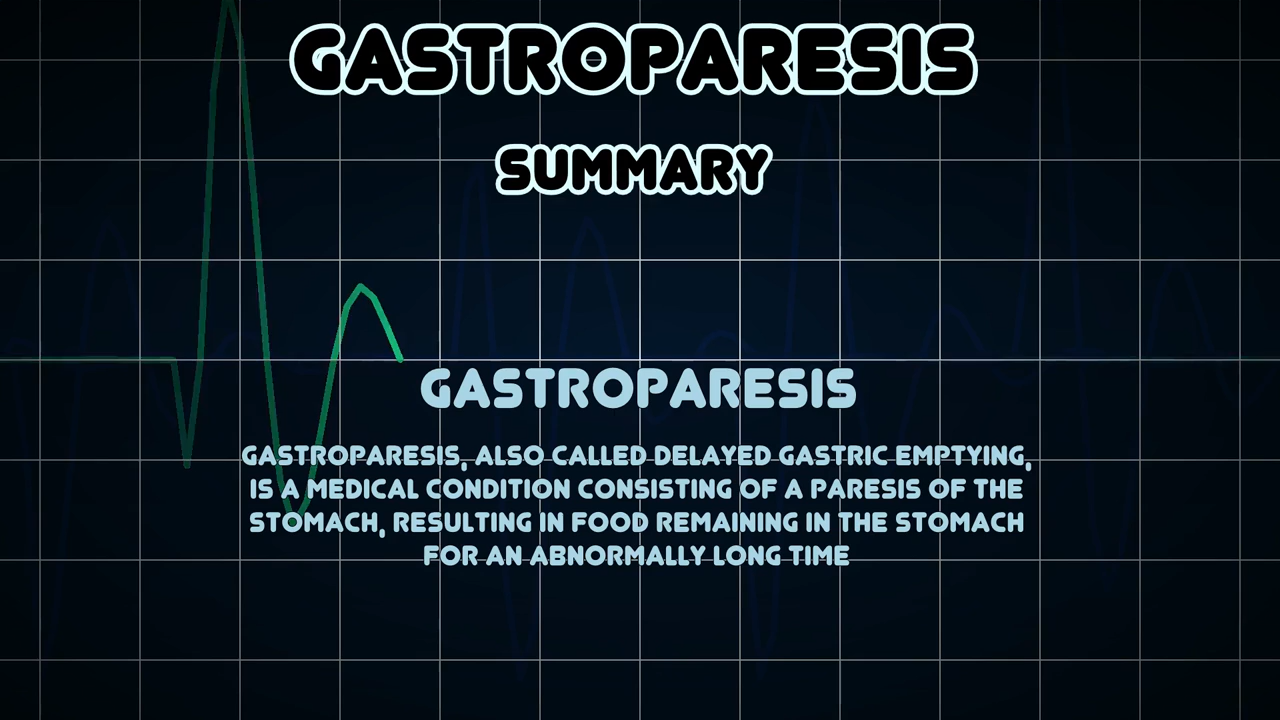 GASTROPARESIS
SUMMARY
GASTROPARESIS
GASTROPARESIS, ALSO CALLED DELAYED GASTRIC EMPTYING,
IS A MEDICAL CONDITION CONSISTING OF A PARESIS OF THE
STOMACH, RESULTING IN FOOD REMAINING IN THE STOMACH
FOR AN ABNORMALLY LONG TIME